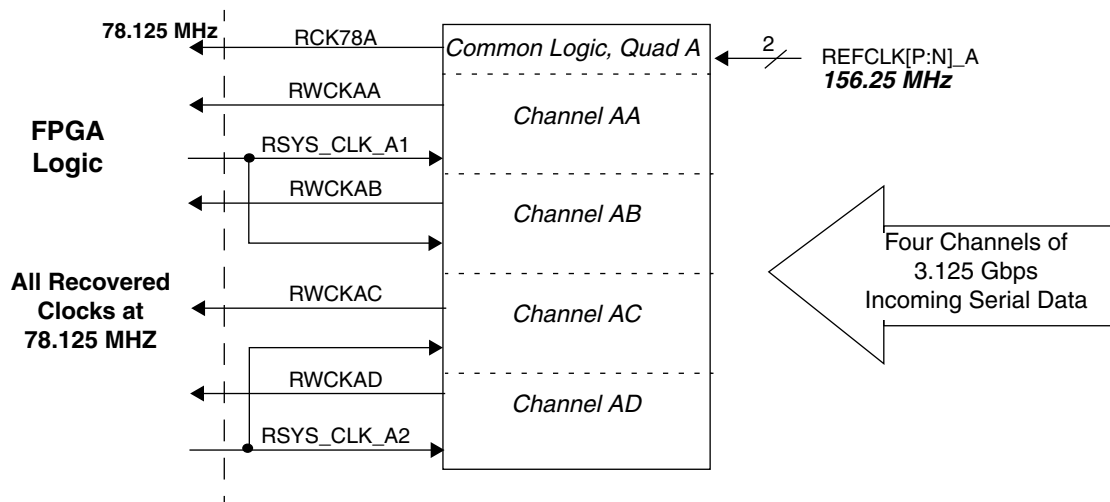 78.125 MHz
RCK78A
Common Logic, Quad A
2
REFCLK[P:N]_A
156.25 MHz
RWCKAA
Channel AA
FPGA
Logic
RSYS_CLK_A1
RWCKAB
Channel AB
Four Channels of
3.125 Gbps
Incoming Serial Data
All Recovered
Clocks at
78.125 MHZ
RWCKAC
Channel AC
RWCKAD
Channel AD
RSYS_CLK_A2